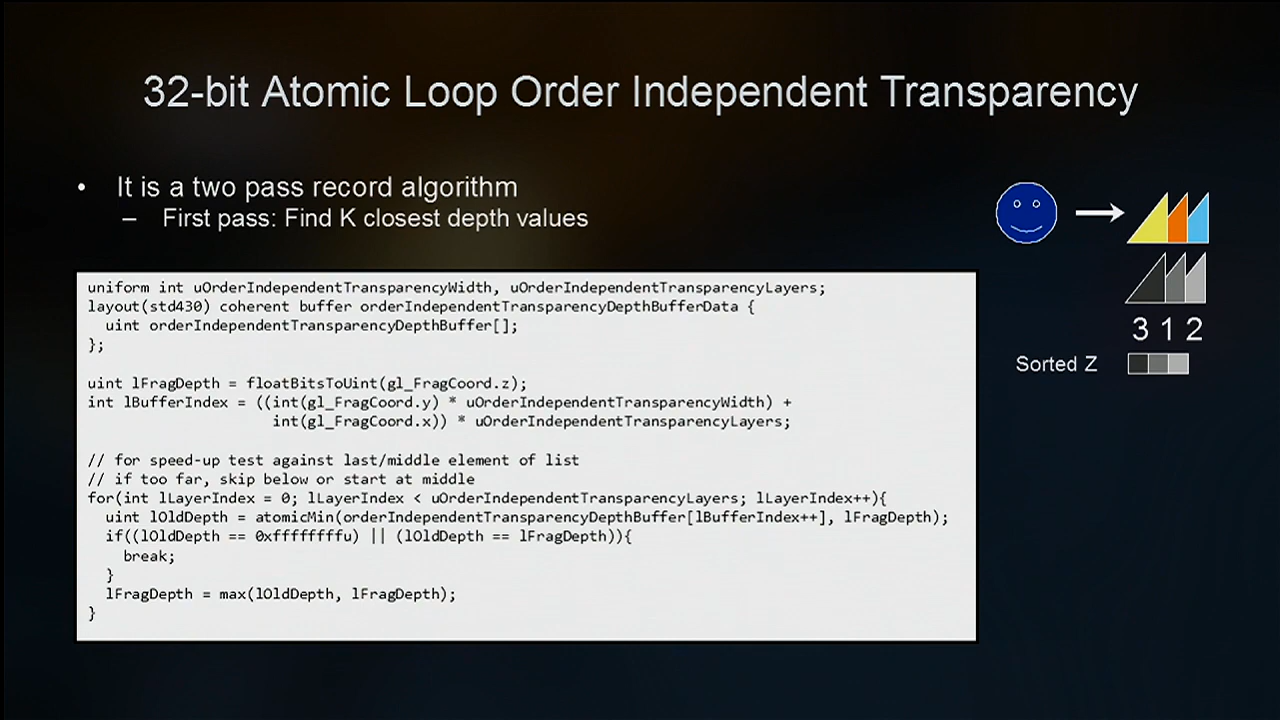 32-bit Atomic Loop Order Independent Transparency
• It is a two pass record algorithm
– First pass: Find K closest depth values
uniform int uOrderIndependentTransparencyWidth, uOrderIndependentTransparencyLayers;
layout(std430) coherent buffer orderIndependentTransparencyDepthBufferData {
uint orderIndependentTransparencyDepthBuffer[];
};
uint lFragDepth = floatBitsToUint(gl_FragCoord.z);
int lBufferIndex = ((int(gl_FragCoord.y) * uOrderIndependentTransparencyWidth) +
int(gl_FragCoord.x)) * uOrderIndependentTransparencyLayers;
// for speed-up test against last/middle element of list
// if too far, skip below or start at middle
for(int lLayerIndex = 0; lLayerIndex < uOrderIndependentTransparencyLayers; lLayerIndex++){
uint lOldDepth = atomicMin(orderIndependentTransparencyDepthBuffer[lBufferIndex++], lFragDepth);
if((lOldDepth == 0xffffffffu) || (lOldDepth == lFragDepth)){
break;
}
lFragDepth = max(lOldDepth, lFragDepth);
}
3 1 2
Sorted Z